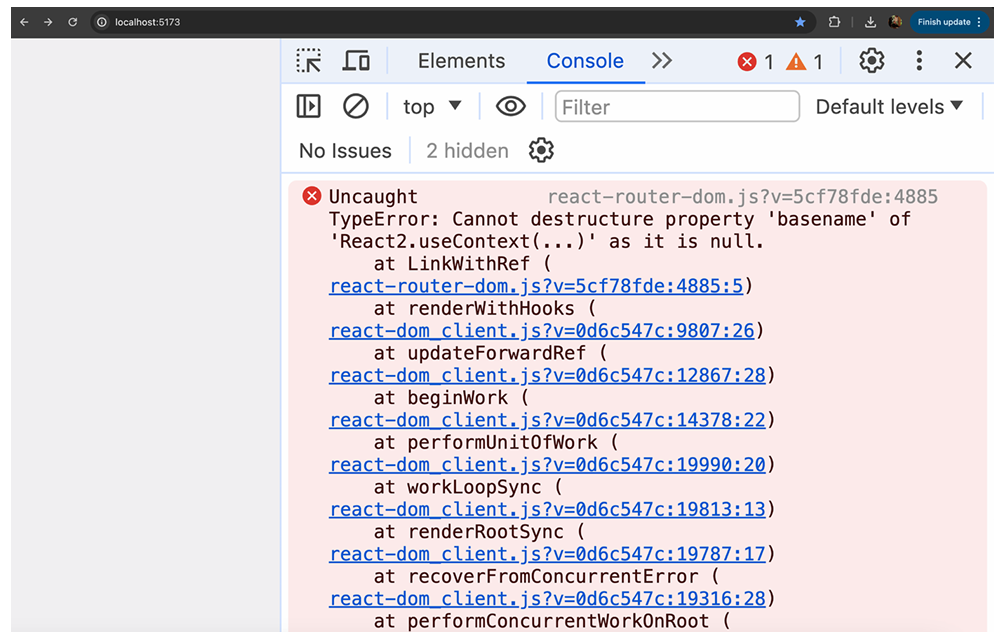 localhost:5173
Finish update
Elements
Console
1
1
top
Filter
Default levels
No Issues
2 hidden
Uncaught react-router-dom.js?v=5cf78fde:4885
TypeError: Cannot destructure property 'basename' of
'React2.useContext(...)' as it is null.
at LinkWithRef (
react-router-dom.js?v=5cf78fde:4885:5)
at renderWithHooks (
react-dom_client.js?v=0d6c547c:9807:26)
at updateForwardRef (
react-dom_client.js?v=0d6c547c:12867:28)
at beginWork (
react-dom_client.js?v=0d6c547c:14378:22)
at performUnitOfWork (
react-dom_client.js?v=0d6c547c:19990:20)
at workLoopSync (
react-dom_client.js?v=0d6c547c:19813:13)
at renderRootSync (
react-dom_client.js?v=0d6c547c:19787:17)
at recoverFromConcurrentError (
react-dom_client.js?v=0d6c547c:19316:28)
at performConcurrentWorkOnRoot (